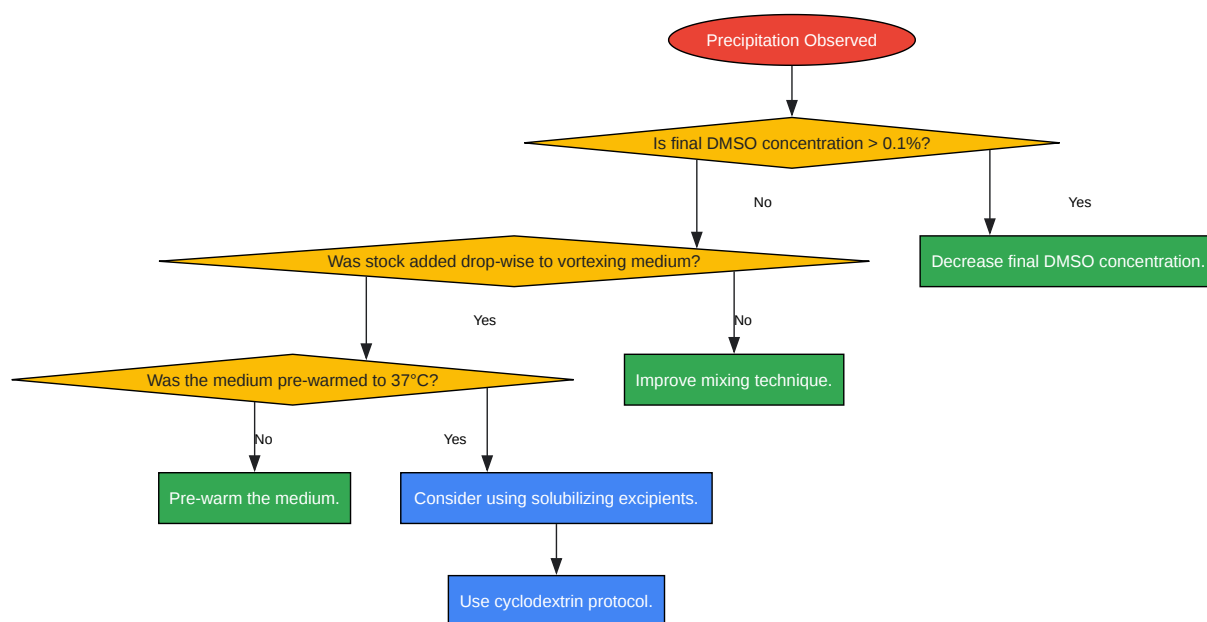 Precipitation Observed
Is final DMSO concentration > 0.1%?
No
Yes
Decrease final DMSO concentration.
Was stock added drop-wise to vortexing medium?
Yes
No
Improve mixing technique.
Was the medium pre-warmed to 37°C?
No
Yes
Pre-warm the medium.
Consider using solubilizing excipients.
Use cyclodextrin protocol.